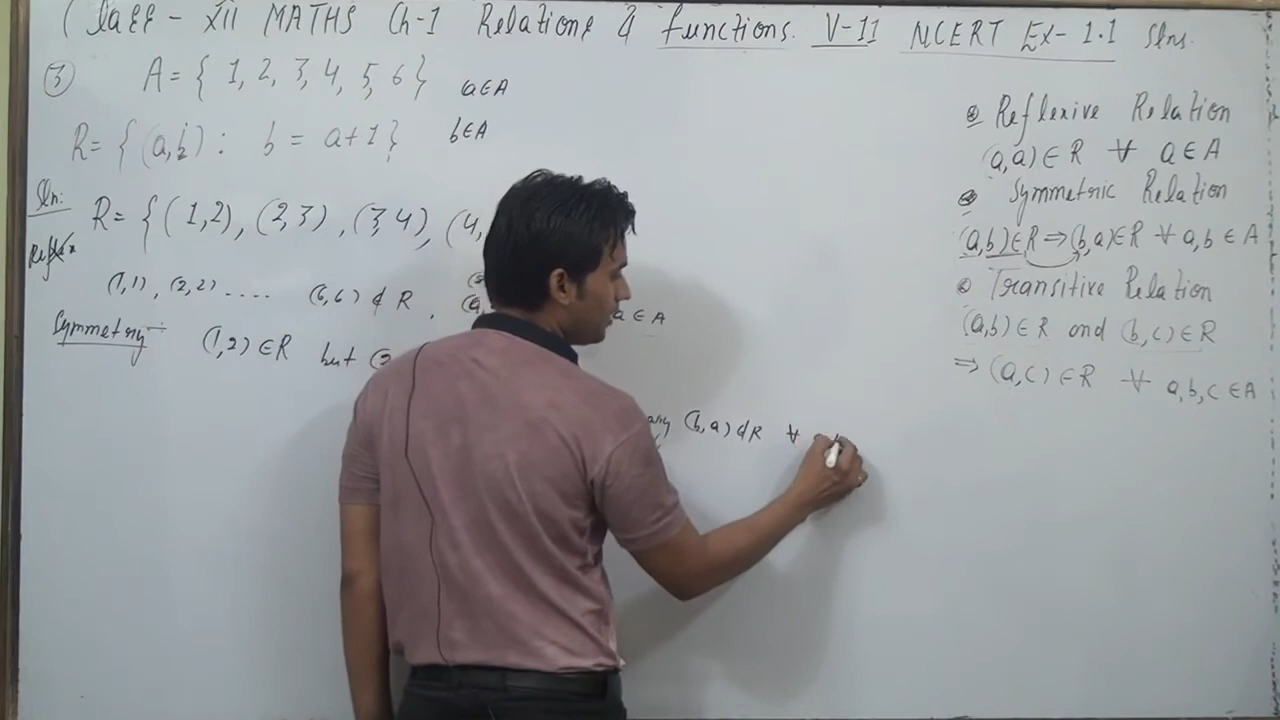 Class - XII MATHS Ch-1 Relations & functions. V-11 NCERT Ex- 1.1 Slns.
③ A = { 1, 2, 3, 4, 5, 6 } a∈A
R = { (a,b) : b = a+1 } b∈A
Sln:
R = { (1,2), (2,3), (3,4), (4,
Reflex
(1,1), (2,2) .... (6,6) ∉ R, a ∈ A
Symmetry:- (1,2) ∈ R but
(b,a) ∉ R ∀
Reflexive Relation
(a,a) ∈ R ∀ a ∈ A
Symmetric Relation
(a,b) ∈ R ⇒ (b,a) ∈ R ∀ a,b ∈ A
Transitive Relation
(a,b) ∈ R and (b,c) ∈ R
⇒ (a,c) ∈ R ∀ a,b,c ∈ A